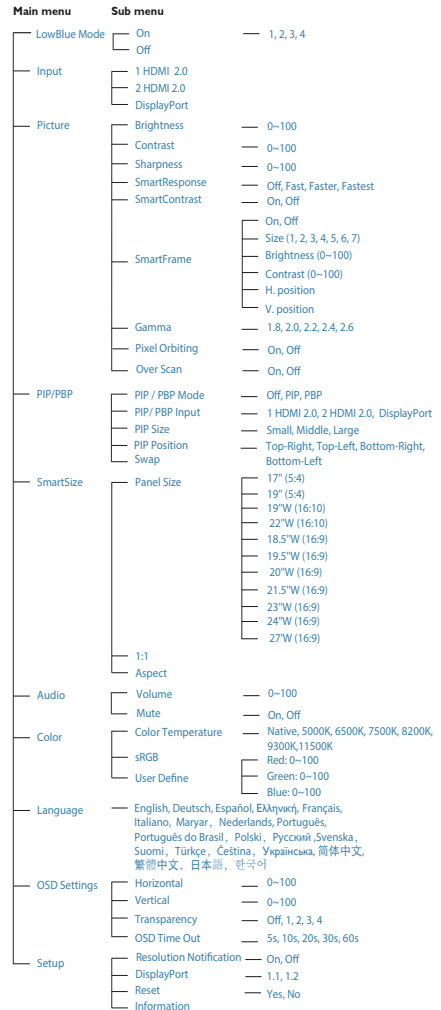 Main menu Sub menu
LowBlue Mode On 1, 2, 3, 4
Off
Input 1 HDMI 2.0
2 HDMI 2.0
DisplayPort
Picture Brightness 0~100
Contrast 0~100
Sharpness 0~100
SmartResponse Off, Fast, Faster, Fastest
SmartContrast On, Off
SmartFrame
On, Off
Size (1, 2, 3, 4, 5, 6, 7)
Brightness (0~100)
Contrast (0~100)
H. position
V. position
Gamma 1.8, 2.0, 2.2, 2.4, 2.6
Pixel Orbiting On, Off
Over Scan On, Off
PIP/PBP PIP / PBP Mode Off, PIP, PBP
PIP/ PBP Input 1 HDMI 2.0, 2 HDMI 2.0, DisplayPort
PIP Size Small, Middle, Large
PIP Position Top-Right, Top-Left, Bottom-Right,
Bottom-Left
Swap
SmartSize Panel Size 17" (5:4)
19" (5:4)
19"W (16:10)
22"W (16:10)
18.5"W (16:9)
19.5"W (16:9)
20"W (16:9)
21.5"W (16:9)
23"W (16:9)
24"W (16:9)
27'W (16:9)
1:1
Aspect
Audio Volume 0~100
Mute On, Off
Color Color Temperature Native, 5000K, 6500K, 7500K, 8200K,
9300K,11500K
sRGB
User Define Red: 0~100
Green: 0~100
Blue: 0~100
Language English, Deutsch, Español, Ελληνική, Français,
Italiano, Maryar, Nederlands, Português,
Português do Brasil, Polski, Русский ,Svenska,
Suomi, Türkçe, Čeština, Українська, 简体中文,
繁體中文, 日本語, 한국어
OSD Settings Horizontal 0~100
Vertical 0~100
Transparency Off, 1, 2, 3, 4
OSD Time Out 5s, 10s, 20s, 30s, 60s
Setup Resolution Notification On, Off
DisplayPort 1.1, 1.2
Reset Yes, No
Information